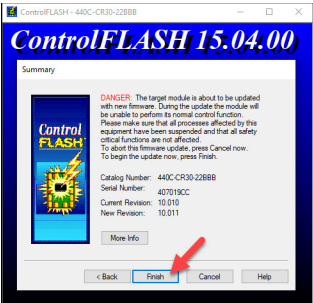 ControlFLASH - 440C-CR30-22BBB
ControlFLASH 15.04.00
Summary
Control
FLASH
DANGER: The target module is about to be updated
with new firmware. During the update the module will
be unable to perform its normal control function.
Please make sure that all processes affected by this
equipment have been suspended and that all safety
critical functions are not affected.
To abort this firmware update, press Cancel now.
To begin the update now, press Finish.
Catalog Number: 440C-CR30-22BBB
Serial Number: 407019CC
Current Revision: 10.010
New Revision: 10.011
More Info
< Back Finish Cancel Help